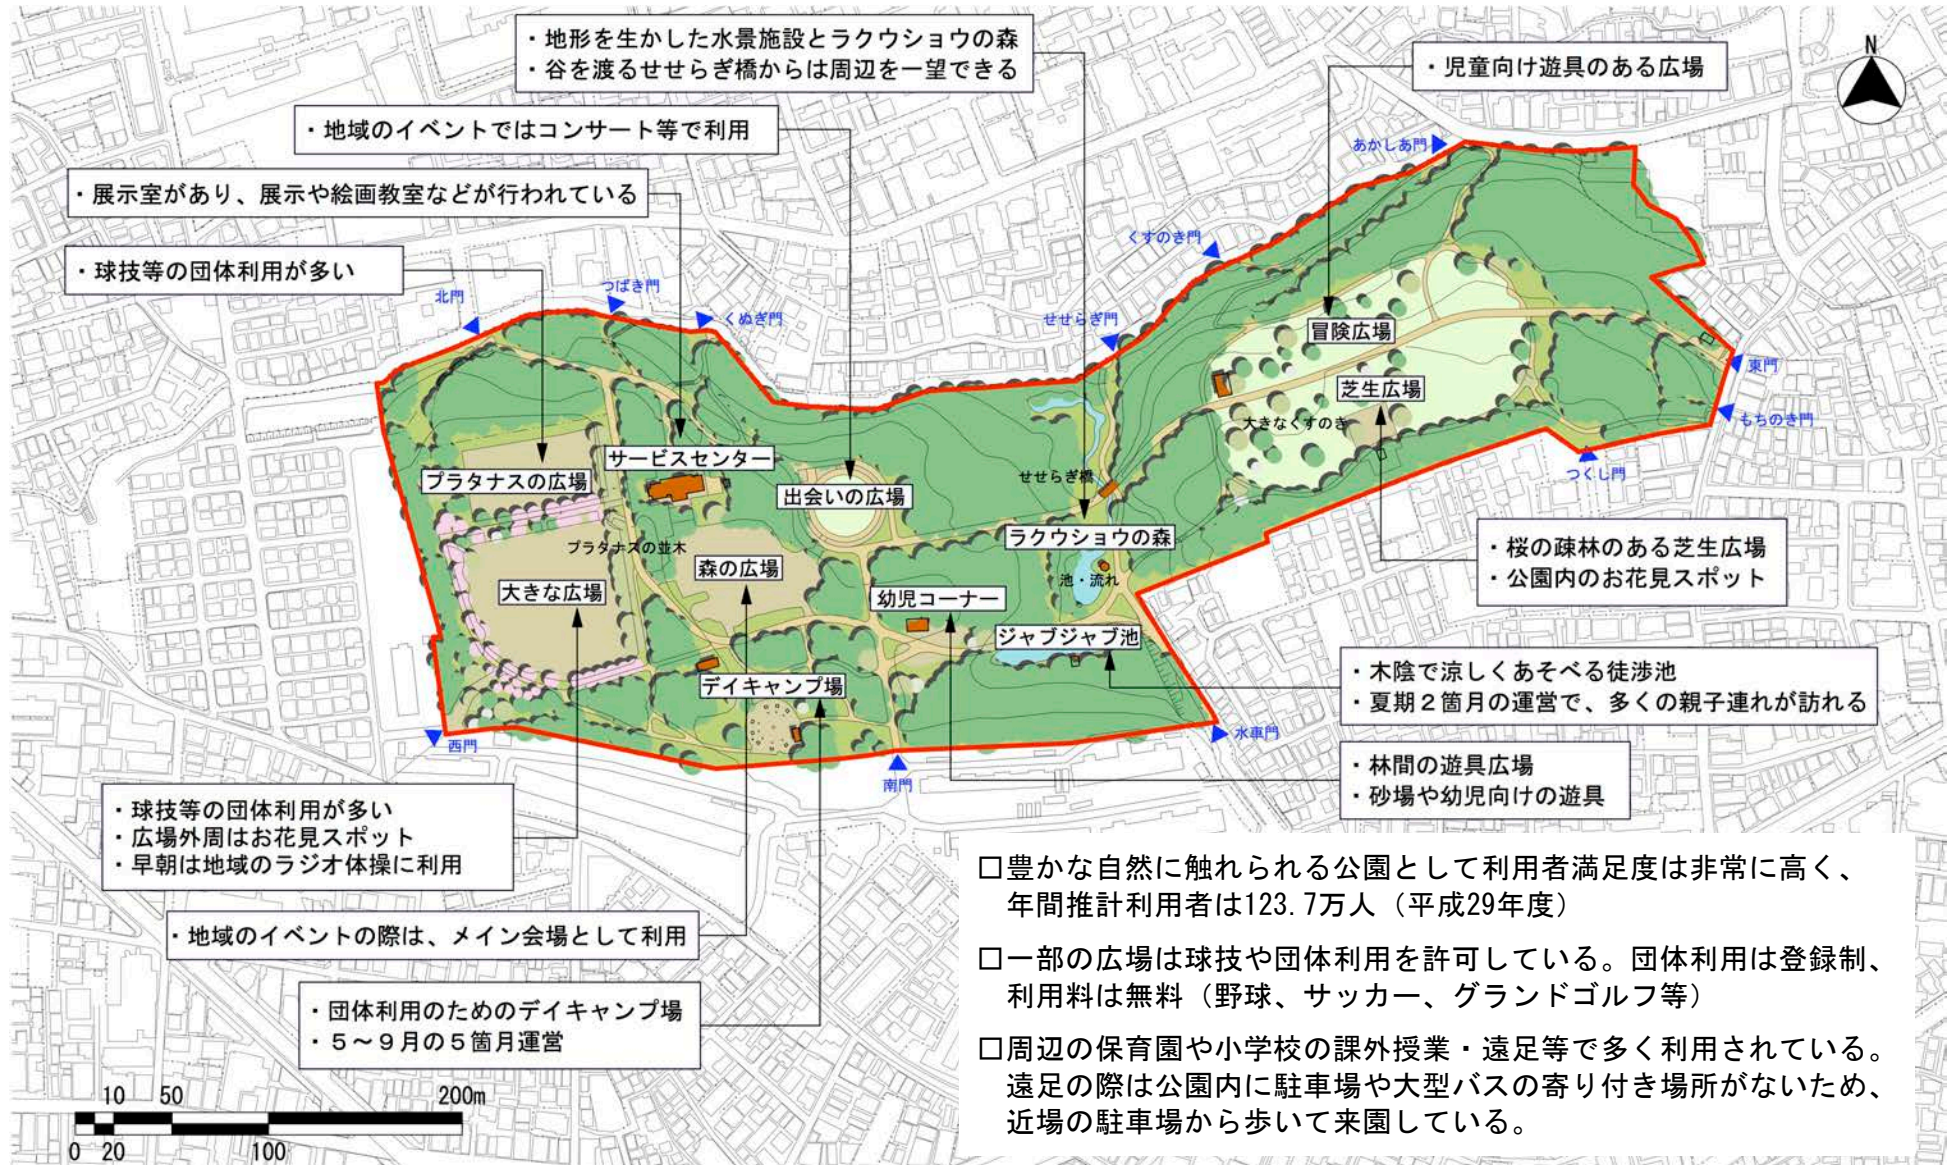 ・地形を生かした水景施設とラクウショウの森
・谷を渡るせせらぎ橋からは周辺を一望できる
・児童向け遊具のある広場
N
・地域のイベントではコンサート等で利用
・展示室があり、展示や絵画教室などが行われている
・球技等の団体利用が多い
あかしあ門
くすのき門
つばき門
北門
くぬぎ門
せせらぎ門
冒険広場
東門
芝生広場
もちのき門
大きなくすのき
サービスセンター
プラタナスの広場
せせらぎ橋
つくし門
出会いの広場
ラクウショウの森
プラタナスの並木
森の広場
池・流れ
大きな広場
幼児コーナー
ジャブジャブ池
デイキャンプ場
西門
南門
水車門
・桜の疎林のある芝生広場
・公園内のお花見スポット
・木陰で涼しくあそべる徒渉池
・夏期２箇月の運営で、多くの親子連れが訪れる
・林間の遊具広場
・砂場や幼児向けの遊具
・球技等の団体利用が多い
・広場外周はお花見スポット
・早朝は地域のラジオ体操に利用
・地域のイベントの際は、メイン会場として利用
・団体利用のためのデイキャンプ場
・５～９月の５箇月運営
10 50 200m
0 20 100
□豊かな自然に触れられる公園として利用者満足度は非常に高く、
年間推計利用者は123.7万人（平成29年度）
□一部の広場は球技や団体利用を許可している。団体利用は登録制、
利用料は無料（野球、サッカー、グランドゴルフ等）
□周辺の保育園や小学校の課外授業・遠足等で多く利用されている。
遠足の際は公園内に駐車場や大型バスの寄り付き場所がないため、
近場の駐車場から歩いて来園している。